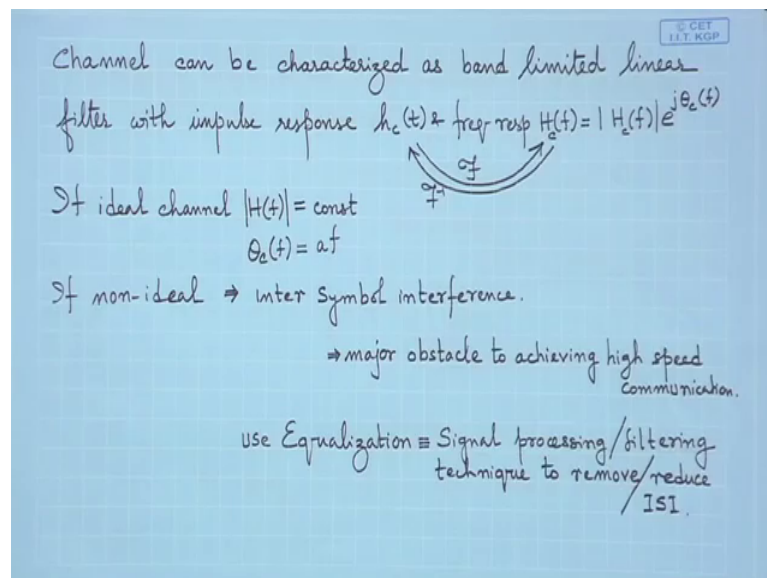 © CET
I.I.T. KGP
Channel can be characterized as band limited linear
filter with impulse response h_c(t) & freq-resp H_c(f) = |H_c(f)|e^{jθ_c(f)}
F
F⁻¹
If ideal channel |H(f)| = const
θ_c(f) = af
If non-ideal ⇒ inter symbol interference.
⇒ major obstacle to achieving high speed
communication.
use Equalization ≡ Signal processing/filtering
technique to remove/reduce
ISI.